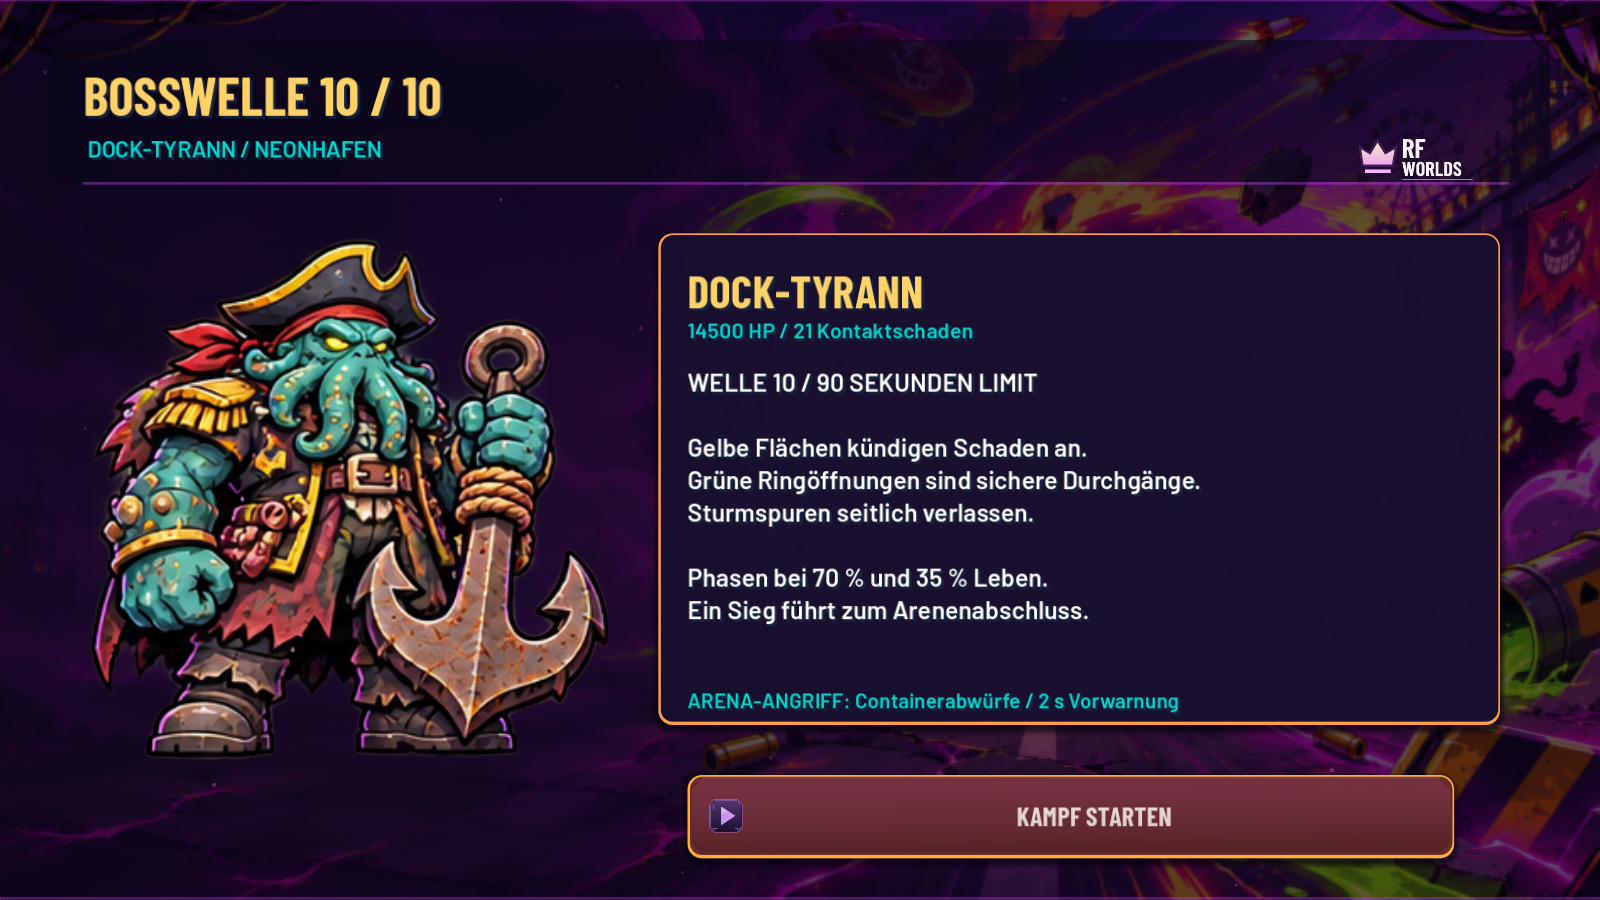 BOSSWELLE 10 / 10
DOCK-TYRANN / NEONHAFEN
RF
WORLDS
DOCK-TYRANN
14500 HP / 21 Kontaktschaden
WELLE 10 / 90 SEKUNDEN LIMIT
Gelbe Flächen kündigen Schaden an.
Grüne Ringöffnungen sind sichere Durchgänge.
Sturmspuren seitlich verlassen.
Phasen bei 70 % und 35 % Leben.
Ein Sieg führt zum Arenenabschluss.
ARENA-ANGRIFF: Containerabwürfe / 2 s Vorwarnung
KAMPF STARTEN